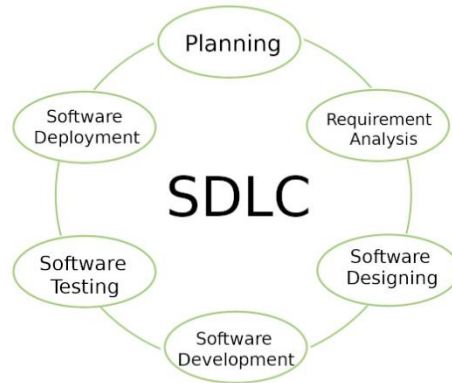 Planning
Requirement
Analysis
Software
Designing
Software
Development
Software
Testing
Software
Deployment
SDLC